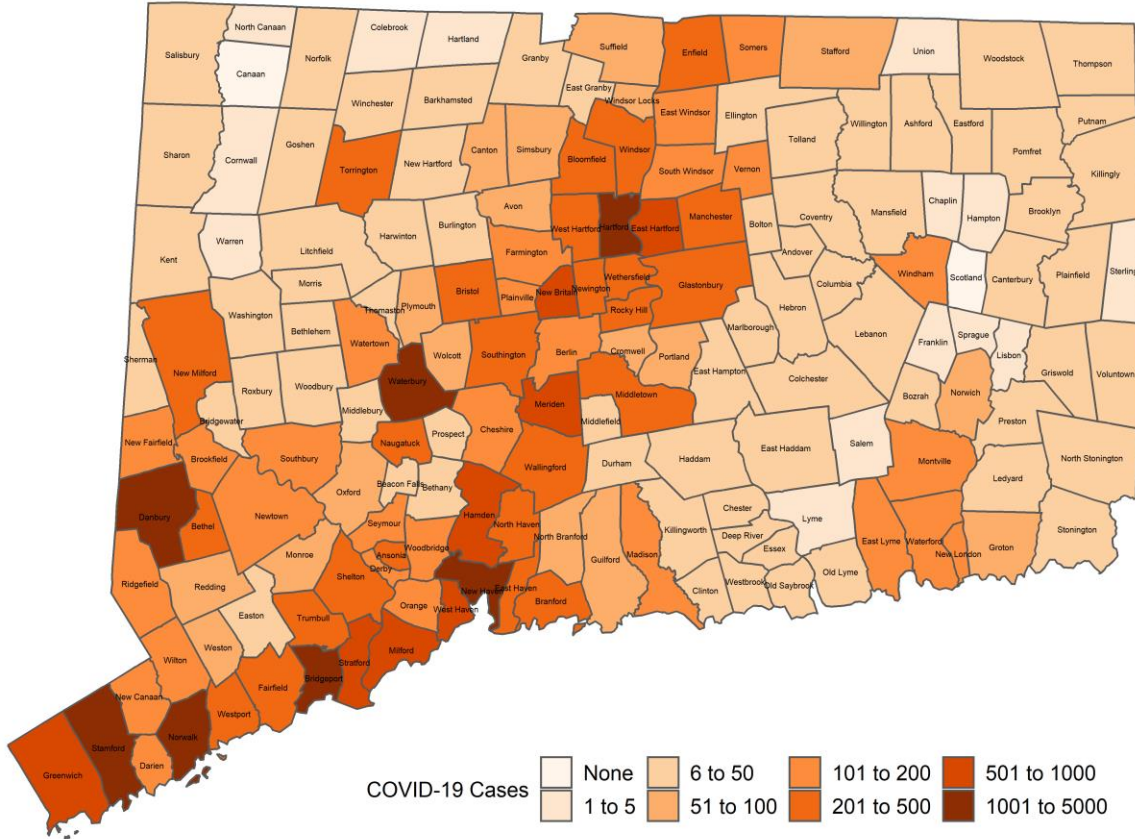 North Canaan
Colebrook
Hartland
Salisbury
Norfolk
Canaan
Granby
Suffield
Enfield
Somers
Stafford
Union
Woodstock
Thompson
East Granby
Windsor Locks
Winchester
Barkhamsted
East Windsor
Ellington
Willington
Ashford
Eastford
Putnam
Sharon
Cornwall
Goshen
Torrington
New Hartford
Canton
Simsbury
Bloomfield
Windsor
South Windsor
Vernon
Tolland
Pomfret
Killingly
Kent
Warren
Litchfield
Harwinton
Burlington
Avon
West Hartford
Hartford
East Hartford
Manchester
Bolton
Coventry
Mansfield
Chaplin
Hampton
Brooklyn
Farmington
Andover
Windham
Scotland
Canterbury
Plainfield
Sterling
Morris
Washington
Bethlehem
Thomaston
Plymouth
Bristol
Plainville
New Britain
Newington
Wethersfield
Rocky Hill
Glastonbury
Columbia
Hebron
Marlborough
Lebanon
Franklin
Sprague
Lisbon
Sherman
New Milford
Watertown
Wolcott
Southington
Berlin
Cromwell
Portland
East Hampton
Colchester
Griswold
Voluntown
Roxbury
Woodbury
Waterbury
Middlebury
Meriden
Middletown
Middlefield
Bozrah
Norwich
Preston
Bridgewater
New Fairfield
Brookfield
Southbury
Naugatuck
Prospect
Cheshire
Wallingford
Durham
Haddam
East Haddam
Salem
Montville
North Stonington
Ledyard
Danbury
Bethel
Newtown
Oxford
Beacon Falls
Bethany
Hamden
North Haven
Seymour
Woodbridge
Ansonia
Derby
Monroe
Shelton
North Branford
Guilford
Madison
Killingworth
Chester
Deep River
Essex
Lyme
East Lyme
Waterford
New London
Groton
Stonington
Ridgefield
Redding
Easton
Trumbull
Orange
West Haven
New Haven
East Haven
Branford
Clinton
Westbrook
Old Saybrook
Old Lyme
Wilton
Weston
Fairfield
Bridgeport
Stratford
Milford
New Canaan
Westport
Norwalk
Darien
Stamford
Greenwich
COVID-19 Cases
None
6 to 50
101 to 200
501 to 1000
1 to 5
51 to 100
201 to 500
1001 to 5000